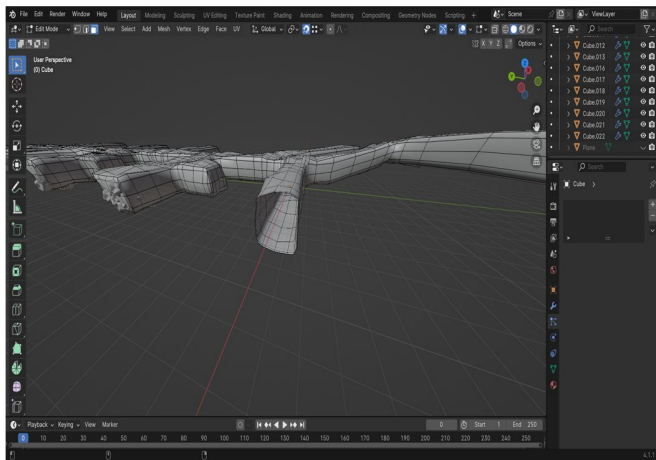 File Edit Render Window Help Layout Modeling Sculpting UV Editing Texture Paint Shading Animation Rendering Compositing Geometry Nodes Scripting + Scene ViewLayer
Edit Mode View Select Add Mesh Vertex Edge Face UV Global Search
X Y Z Options
User Perspective
(0) Cube
Cube.012
Cube.013
Cube.016
Cube.017
Cube.018
Cube.019
Cube.020
Cube.021
Cube.022
Plane
Search
Cube
Playback Keying View Marker 0 Start 1 End 250
0 10 20 30 40 50 60 70 80 90 100 110 120 130 140 150 160 170 180 190 200 210 220 230 240 250
4.1.1